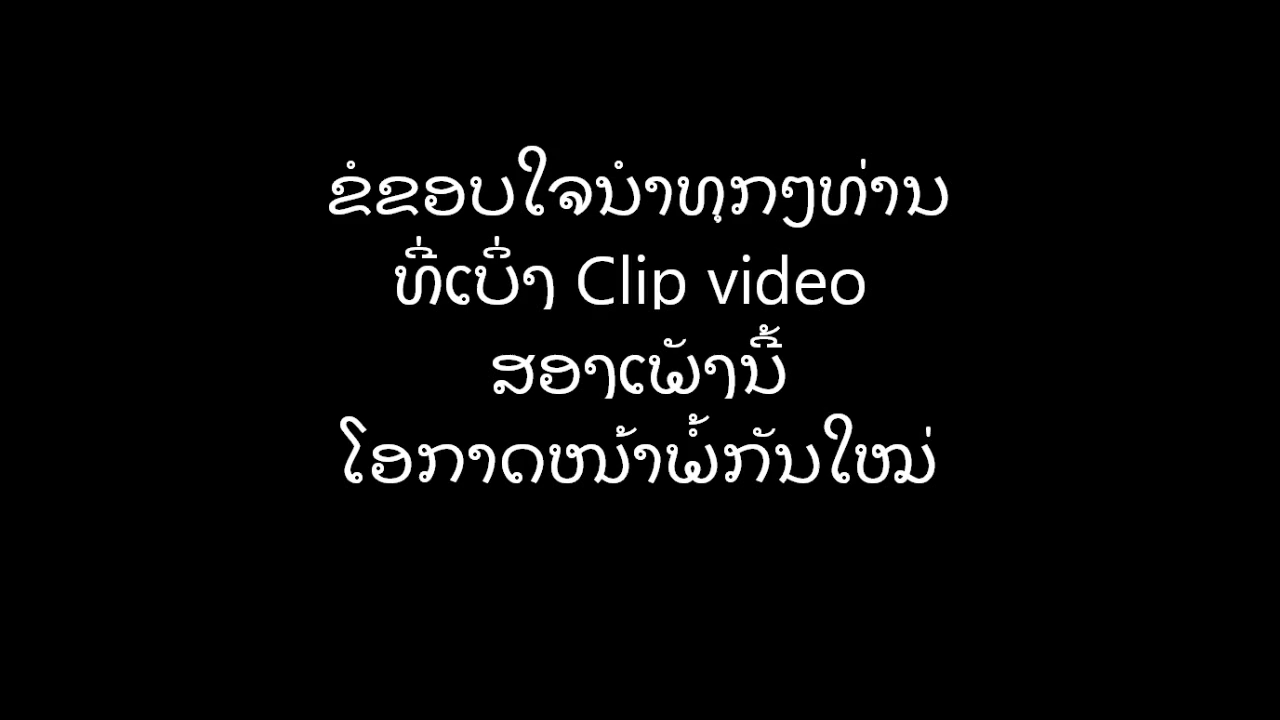 ຂໍຂອບໃຈນຳທຸກໆທ່ານ
ທີ່ເບິ່ງ Clip video
ສອງເພັງນີ້
ໂອກາດໜ້າພໍ້ກັນໃໝ່